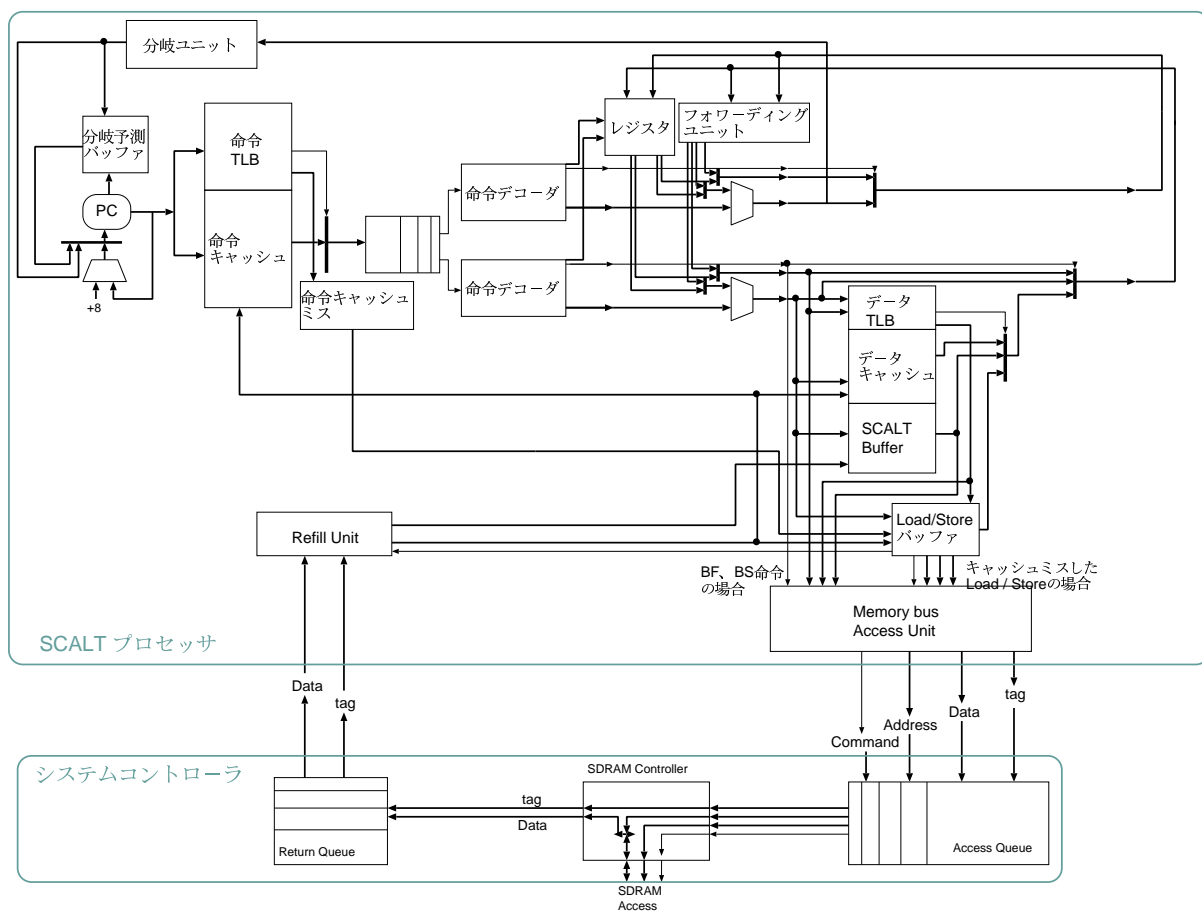 分岐ユニット
分岐予測
バッファ
PC
+8
命令
TLB
命令
キャッシュ
命令キャッシュ
ミス
命令デコーダ
命令デコーダ
レジスタ
フォワーディング
ユニット
データ
TLB
データ
キャッシュ
SCALT
Buffer
Load/Store
バッファ
Refill Unit
BF、BS命令
の場合
キャッシュミスした
Load / Storeの場合
Memory bus
Access Unit
SCALT プロセッサ
Data
tag
Command
Address
Data
tag
システムコントローラ
SDRAM Controller
tag
Data
Return Queue
Access Queue
SDRAM
Access